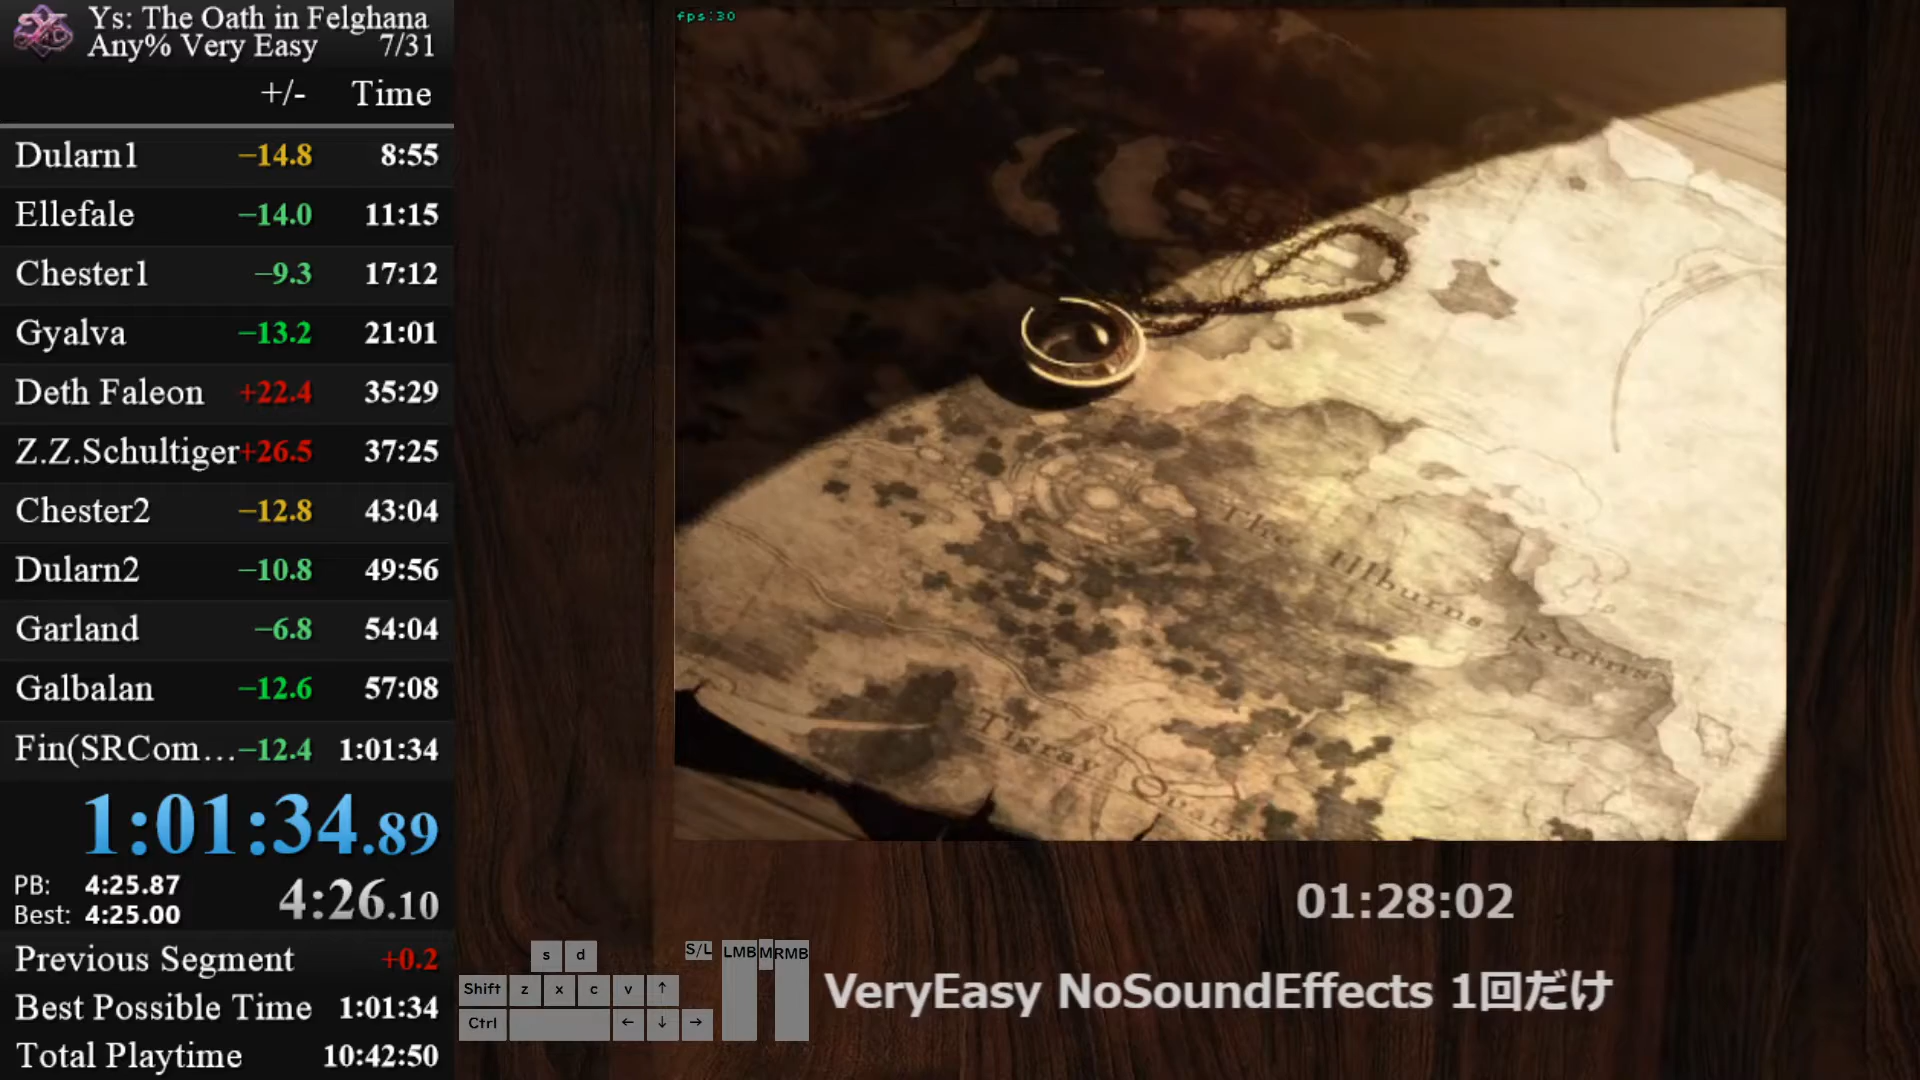 Ys: The Oath in Felghana
Any% Very Easy 7/31
+/- Time
Dularn1 −14.8 8:55
Ellefale −14.0 11:15
Chester1 −9.3 17:12
Gyalva −13.2 21:01
Deth Faleon +22.4 35:29
Z.Z.Schultiger +26.5 37:25
Chester2 −12.8 43:04
Dularn2 −10.8 49:56
Garland −6.8 54:04
Galbalan −12.6 57:08
Fin(SRCom... −12.4 1:01:34
1:01:34.89
PB: 4:25.87
Best: 4:25.00
4:26.10
Previous Segment +0.2
Best Possible Time 1:01:34
Total Playtime 10:42:50
fps:30
The Illburns
Tigray
01:28:02
s d S/L LMB M RMB
Shift z x c v ↑
Ctrl ← ↓ →
VeryEasy NoSoundEffects 1回だけ